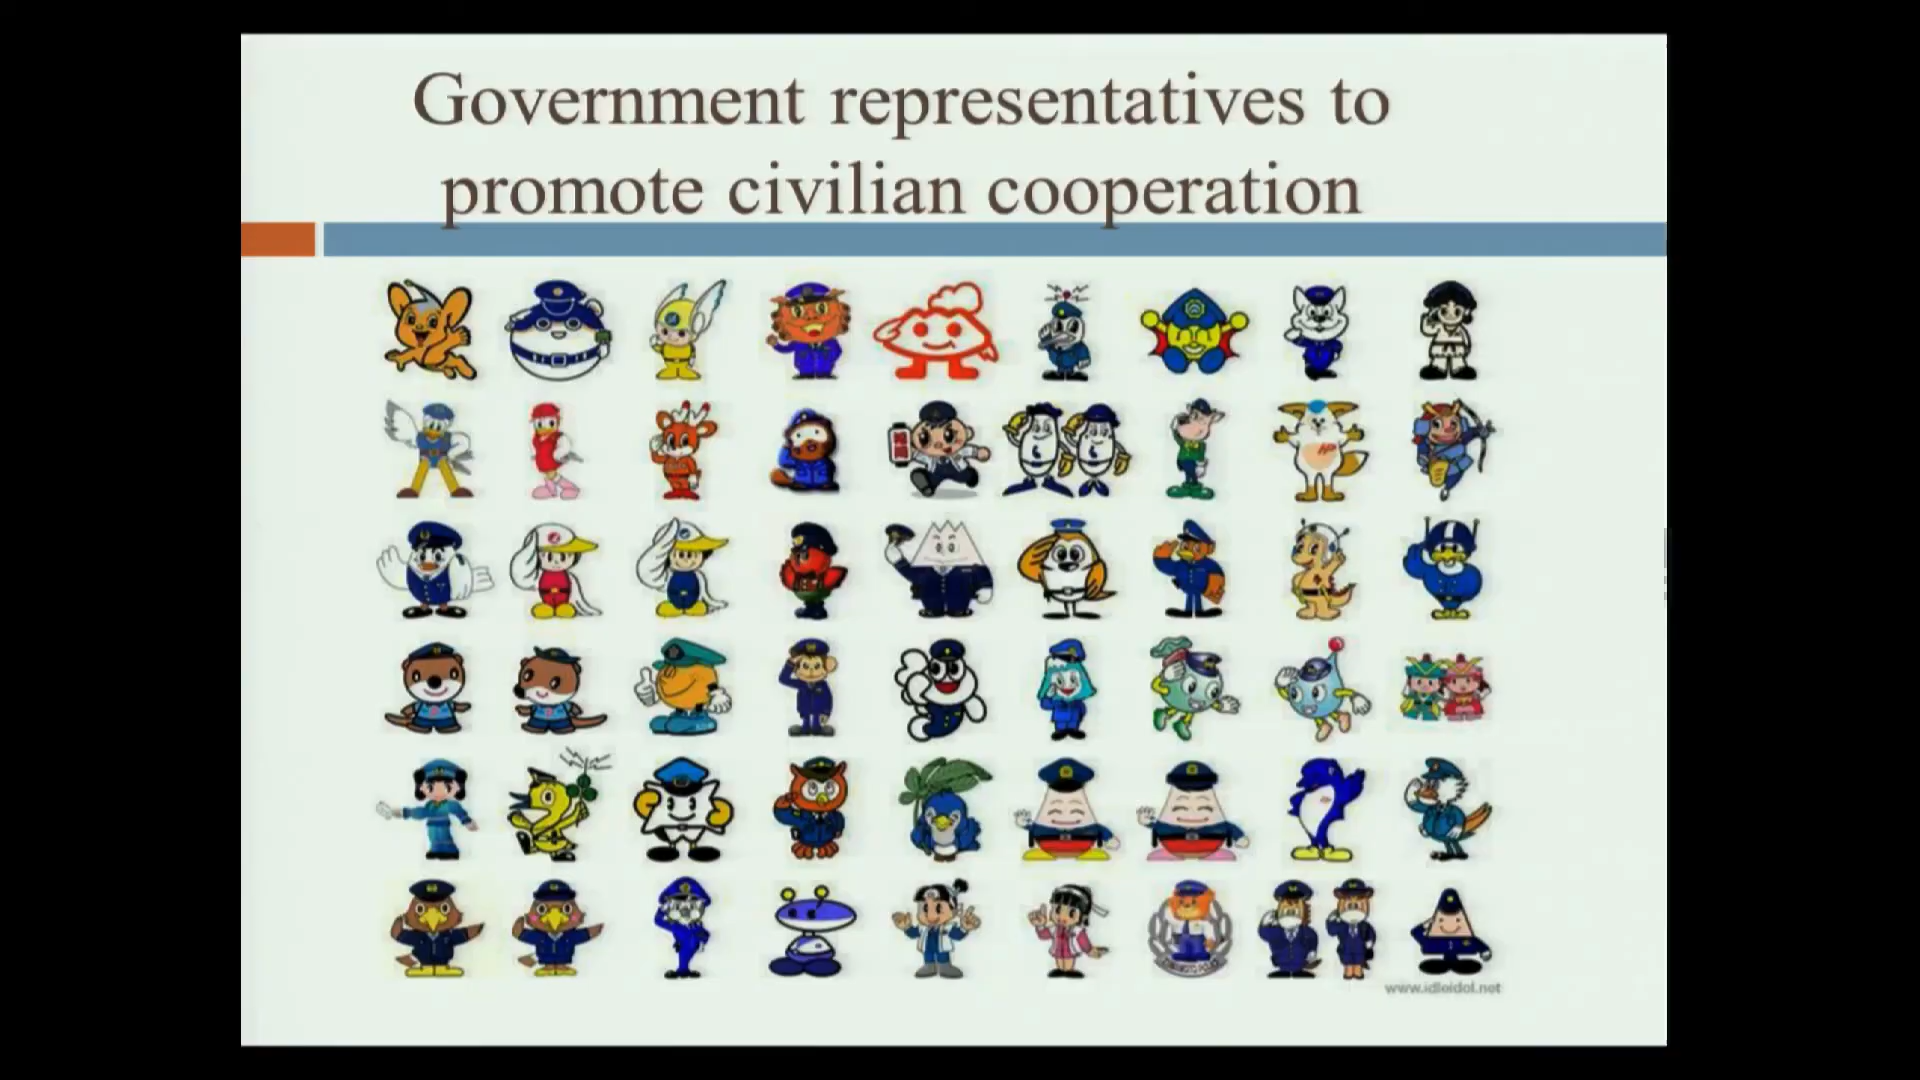 Government representatives to
promote civilian cooperation
www.idleidol.net